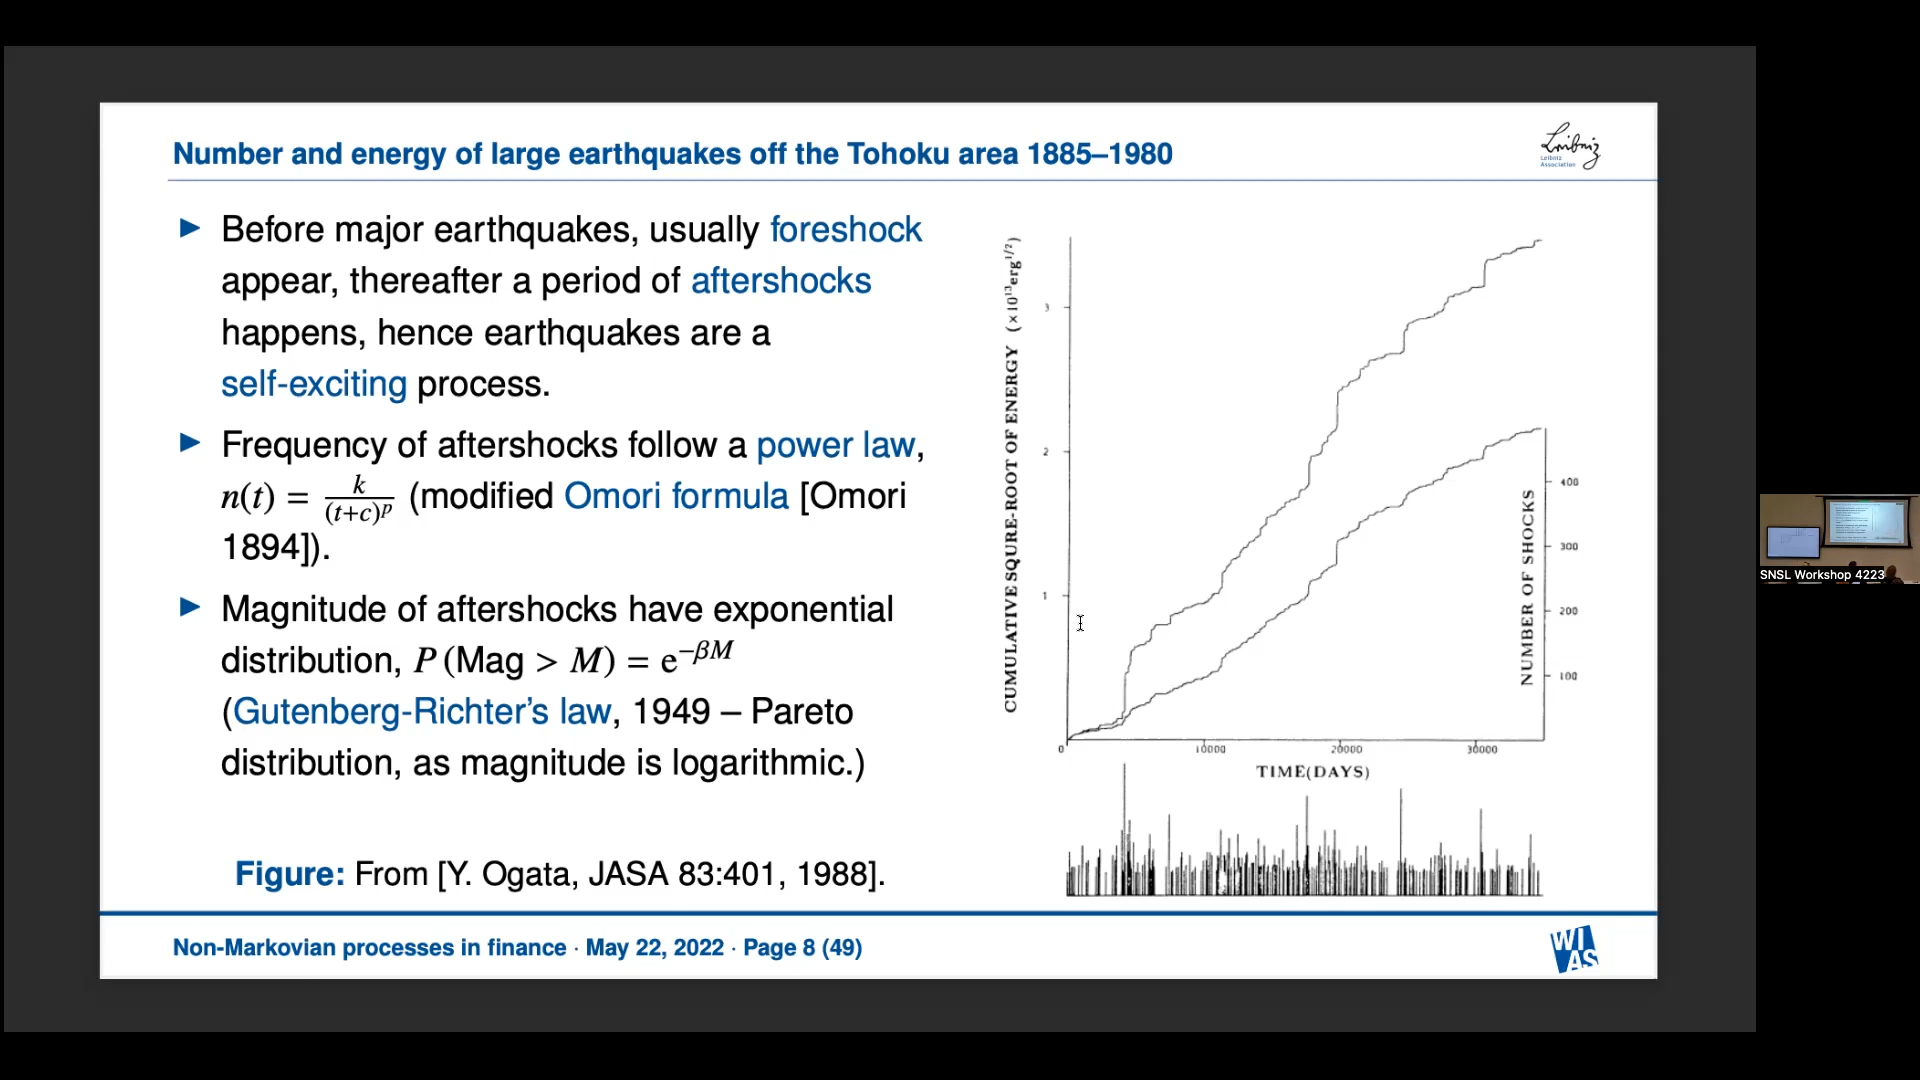 Number and energy of large earthquakes off the Tohoku area 1885–1980
Leibniz
Leibniz
Association
▶ Before major earthquakes, usually foreshock
appear, thereafter a period of aftershocks
happens, hence earthquakes are a
self-exciting process.
▶ Frequency of aftershocks follow a power law,
n(t) = k/(t+c)^p (modified Omori formula [Omori
1894]).
▶ Magnitude of aftershocks have exponential
distribution, P(Mag > M) = e^−βM
(Gutenberg-Richter's law, 1949 – Pareto
distribution, as magnitude is logarithmic.)
Figure: From [Y. Ogata, JASA 83:401, 1988].
CUMULATIVE SQURE-ROOT OF ENERGY (×10^13erg^1/2)
3
2
1
0
10000
20000
30000
TIME(DAYS)
NUMBER OF SHOCKS
400
300
200
100
Non-Markovian processes in finance · May 22, 2022 · Page 8 (49)
WIAS
SNSL Workshop 4223